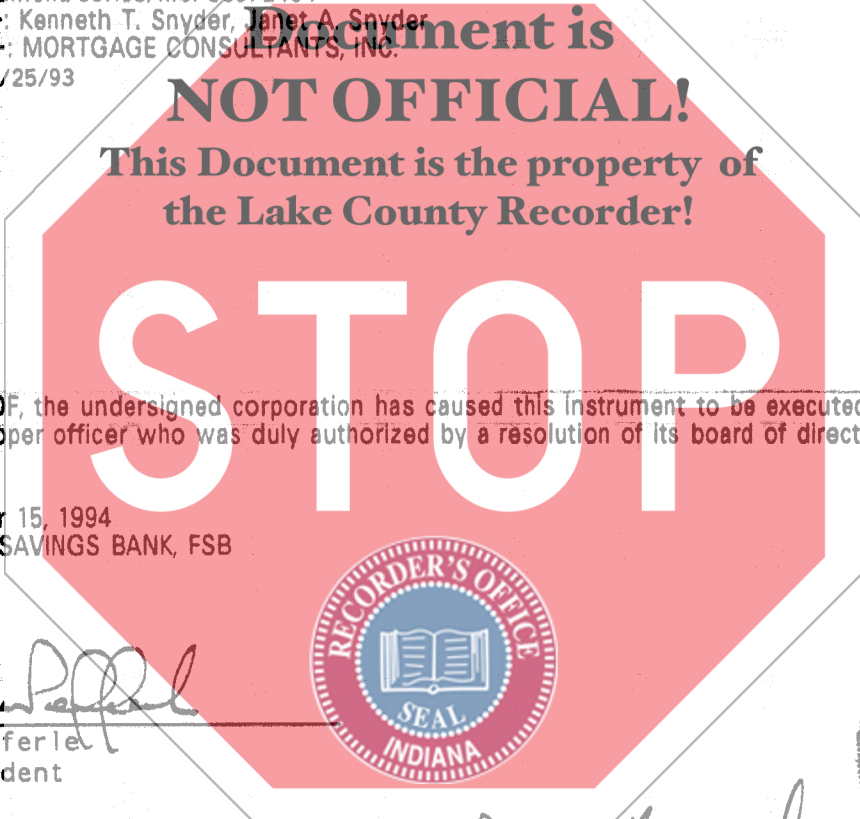 : Kenneth T. Snyder, Janet A. Snyder
: MORTGAGE CONSULTANTS, INC.
/25/93
Document is
NOT OFFICIAL!
This Document is the property of
the Lake County Recorder!
STOP
OF, the undersigned corporation has caused this instrument to be executed
per officer who was duly authorized by a resolution of its board of direct
15, 1994
SAVINGS BANK, FSB
RECORDER'S OFFICE
SEAL
INDIANA
ferle
dent